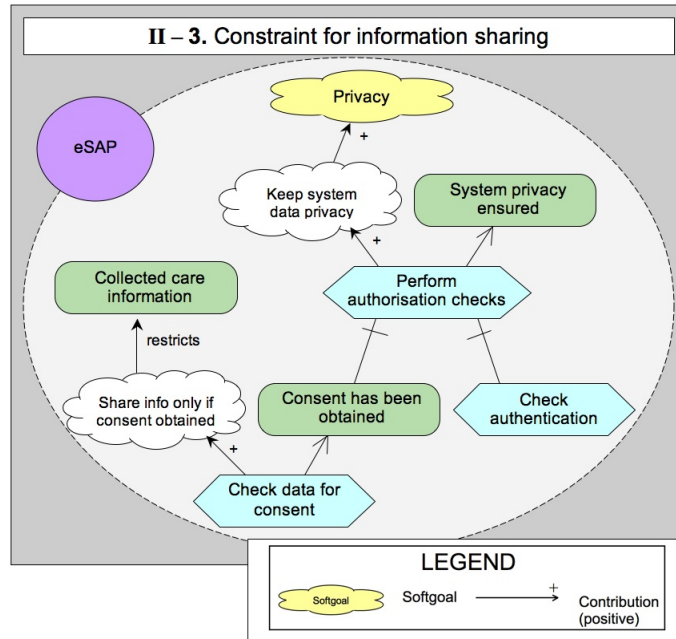 II – 3. Constraint for information sharing
Privacy
+
eSAP
Keep system
data privacy
System privacy
ensured
+
Perform
authorisation checks
Collected care
information
restricts
Share info only if
consent obtained
Consent has been
obtained
Check
authentication
+
Check data for
consent
LEGEND
Softgoal
Softgoal
+
Contribution
(positive)